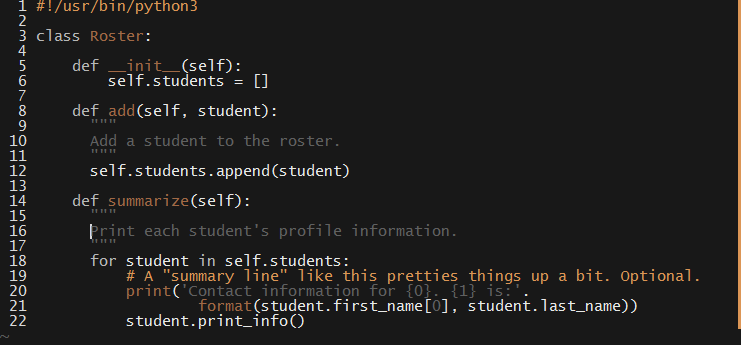 1 #!/usr/bin/python3
2
3 class Roster:
4
5     def __init__(self):
6         self.students = []
7
8     def add(self, student):
9       """
10       Add a student to the roster.
11       """
12       self.students.append(student)
13
14     def summarize(self):
15       """
16       Print each student's profile information.
17       """
18       for student in self.students:
19           # A "summary line" like this pretties things up a bit. Optional.
20           print('Contact information for {0}. {1} is:'.
21                   format(student.first_name[0], student.last_name))
22           student.print_info()
~